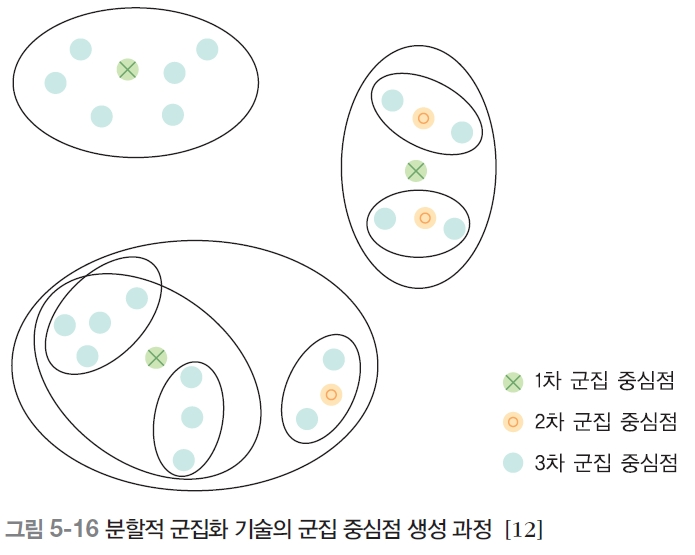 1차 군집 중심점
2차 군집 중심점
3차 군집 중심점
그림 5-16 분할적 군집화 기술의 군집 중심점 생성 과정 [12]